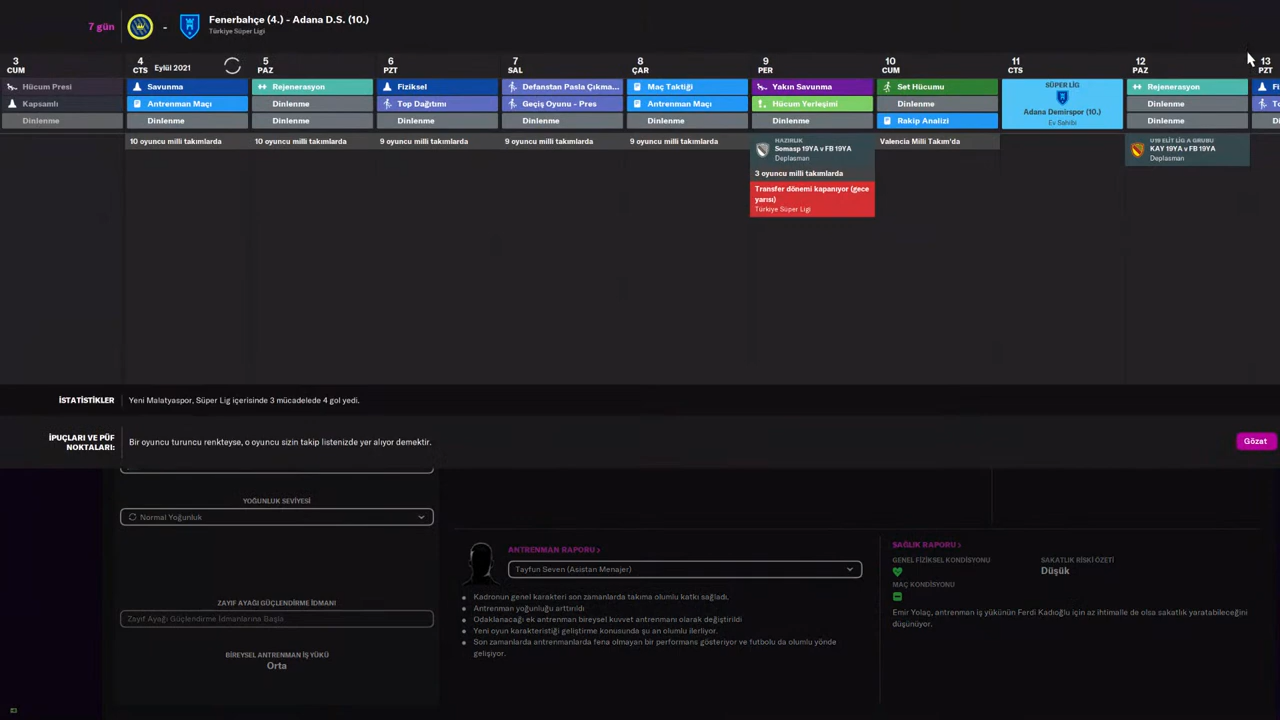 7 gün
-
Fenerbahçe (4.) - Adana D.S. (10.)
Türkiye Süper Ligi
3
CUM
4
CTS
Eylül 2021
5
PAZ
6
PZT
7
SAL
8
ÇAR
9
PER
10
CUM
11
CTS
12
PAZ
13
PZT
Hücum Presi
Kapsamlı
Dinlenme
Savunma
Antrenman Maçı
Dinlenme
10 oyuncu milli takımlarda
Rejenerasyon
Dinlenme
Dinlenme
10 oyuncu milli takımlarda
Fiziksel
Top Dağıtımı
Dinlenme
9 oyuncu milli takımlarda
Defanstan Pasla Çıkma...
Geçiş Oyunu - Pres
Dinlenme
9 oyuncu milli takımlarda
Maç Taktiği
Antrenman Maçı
Dinlenme
9 oyuncu milli takımlarda
Yakın Savunma
Hücum Yerleşimi
Dinlenme
HAZIRLIK
Somasp 19YA v FB 19YA
Deplasman
3 oyuncu milli takımlarda
Transfer dönemi kapanıyor (gece
yarısı)
Türkiye Süper Ligi
Set Hücumu
Dinlenme
Rakip Analizi
Valencia Milli Takım'da
SÜPER LİG
Adana Demirspor (10.)
Ev Sahibi
Rejenerasyon
Dinlenme
Dinlenme
U19 ELİT LİG A GRUBU
KAY 19YA v FB 19YA
Deplasman
İSTATİSTİKLER
Yeni Malatyaspor, Süper Lig içerisinde 3 mücadelede 4 gol yedi.
İPUÇLARI VE PÜF
NOKTALARI:
Bir oyuncu turuncu renkteyse, o oyuncu sizin takip listenizde yer alıyor demektir.
Gözat
YOĞUNLUK SEVİYESİ
Normal Yoğunluk
ZAYIF AYAĞI GÜÇLENDİRME İDMANI
Zayıf Ayağı Güçlendirme İdmanlarına Başla
BİREYSEL ANTRENMAN İŞ YÜKÜ
Orta
ANTRENMAN RAPORU >
Tayfun Seven (Asistan Menajer)
Kadronun genel karakteri son zamanlarda takıma olumlu katkı sağladı.
Antrenman yoğunluğu arttırıldı
Odaklanacağı ek antrenman bireysel kuvvet antrenmanı olarak değiştirildi
Yeni oyun karakteristiği geliştirme konusunda şu an olumlu ilerliyor.
Son zamanlarda antrenmanlarda fena olmayan bir performans gösteriyor ve futbolu da olumlu yönde
gelişiyor.
SAĞLIK RAPORU >
GENEL FİZİKSEL KONDİSYONU
SAKATLIK RİSKİ ÖZETİ
Düşük
MAÇ KONDİSYONU
Emir Yolaç, antrenman iş yükünün Ferdi Kadıoğlu için az ihtimalle de olsa sakatlık yaratabileceğini
düşünüyor.